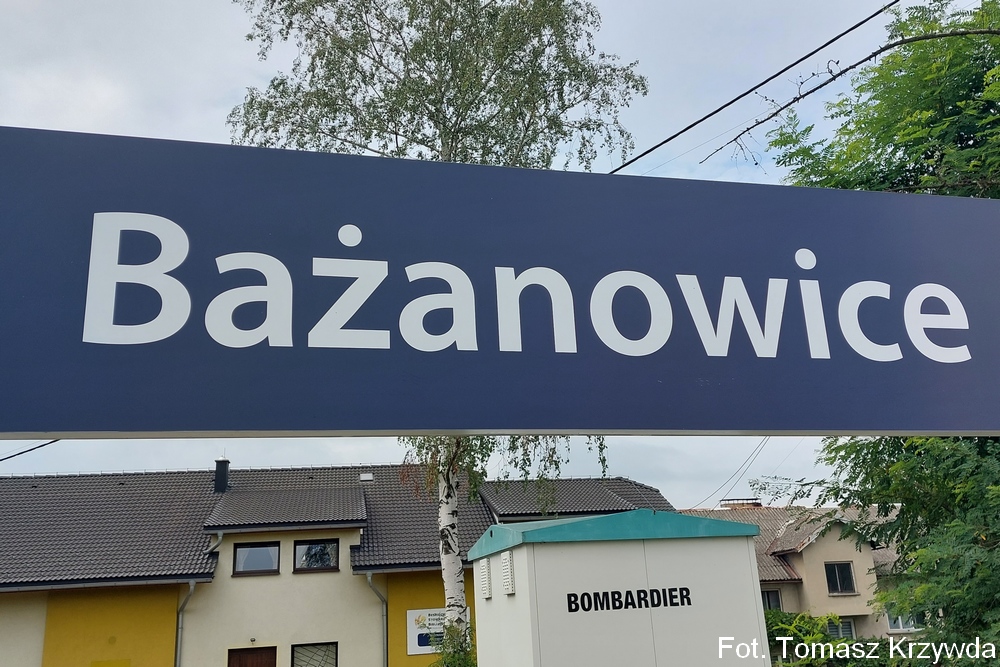 Bażanowice
BOMBARDIER
Fot. Tomasz Krzywda